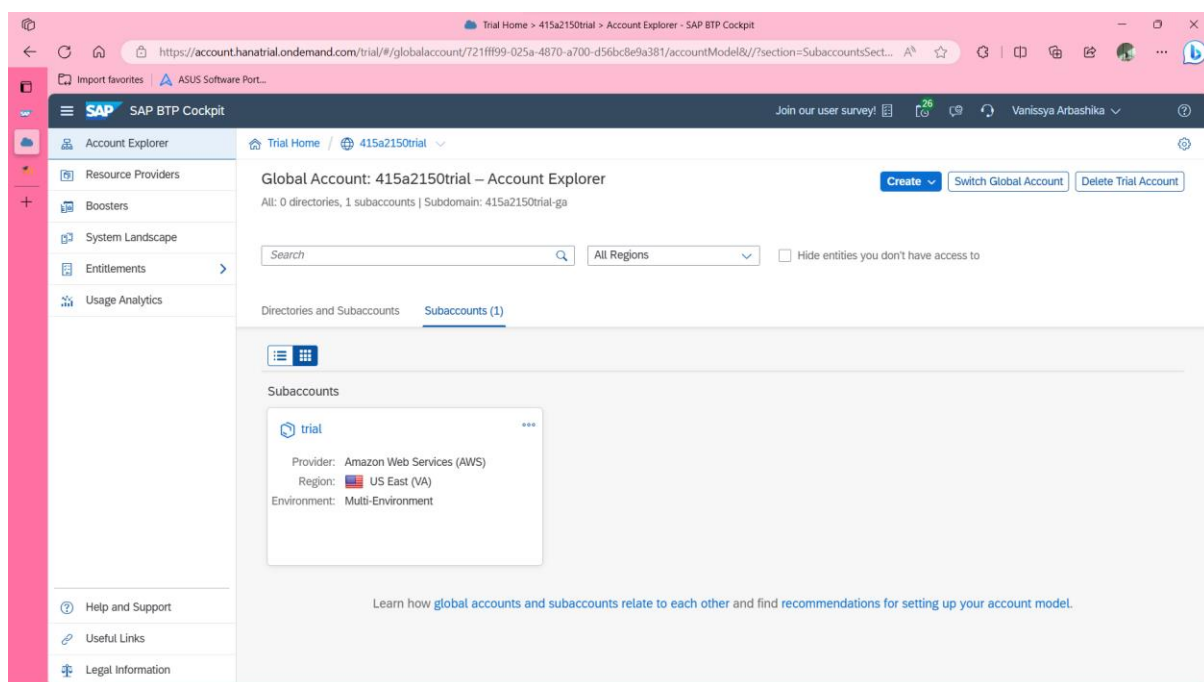 Trial Home > 415a2150trial > Account Explorer - SAP BTP Cockpit
https://account.hanatrial.ondemand.com/trial/#/globalaccount/721fff99-025a-4870-a700-d56bc8e9a381/accountModel&//?section=SubaccountsSect...
Import favorites ASUS Software Port...
SAP SAP BTP Cockpit Join our user survey! 26 Vanissya Arbashika
Account Explorer
Resource Providers
Boosters
System Landscape
Entitlements
Usage Analytics
Trial Home / 415a2150trial
Global Account: 415a2150trial – Account Explorer
Create Switch Global Account Delete Trial Account
All: 0 directories, 1 subaccounts | Subdomain: 415a2150trial-ga
Search All Regions Hide entities you don't have access to
Directories and Subaccounts Subaccounts (1)
Subaccounts
trial
Provider: Amazon Web Services (AWS)
Region: US East (VA)
Environment: Multi-Environment
Learn how global accounts and subaccounts relate to each other and find recommendations for setting up your account model.
Help and Support
Useful Links
Legal Information